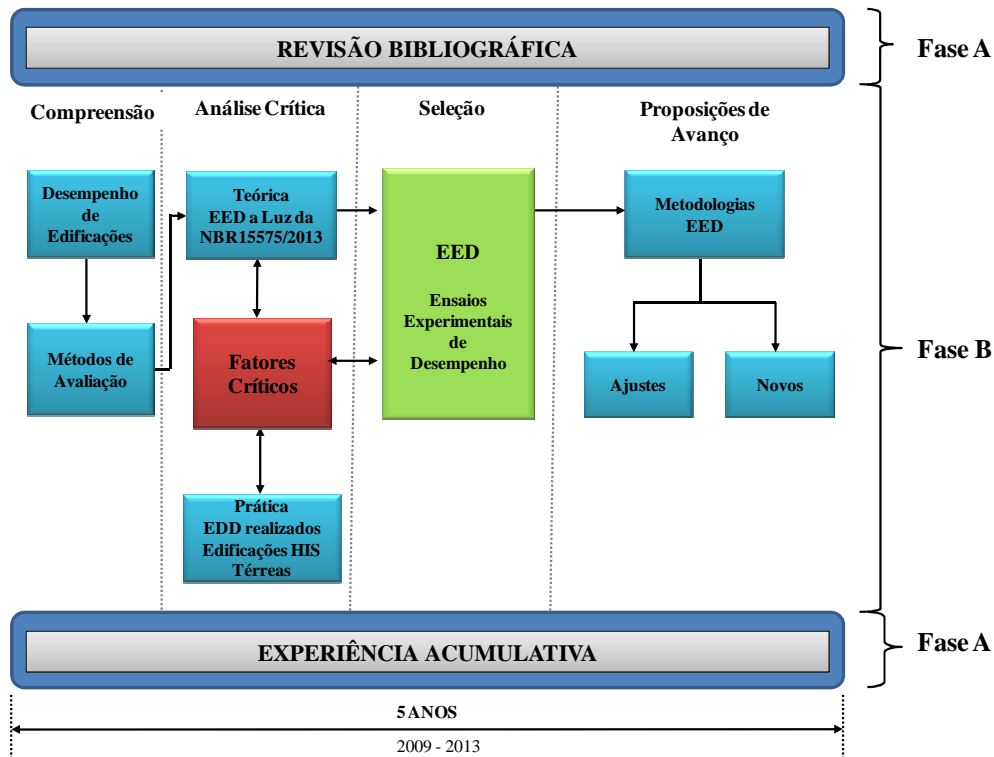 REVISÃO BIBLIOGRÁFICA
Fase A
Compreensão
Análise Crítica
Seleção
Proposições de
Avanço
Desempenho
de
Edificações
Métodos de
Avaliação
Teórica
EED a Luz da
NBR15575/2013
Fatores
Críticos
Prática
EDD realizados
Edificações HIS
Térreas
EED
Ensaios
Experimentais
de
Desempenho
Metodologias
EED
Ajustes
Novos
Fase B
EXPERIÊNCIA ACUMULATIVA
Fase A
5 ANOS
2009 - 2013